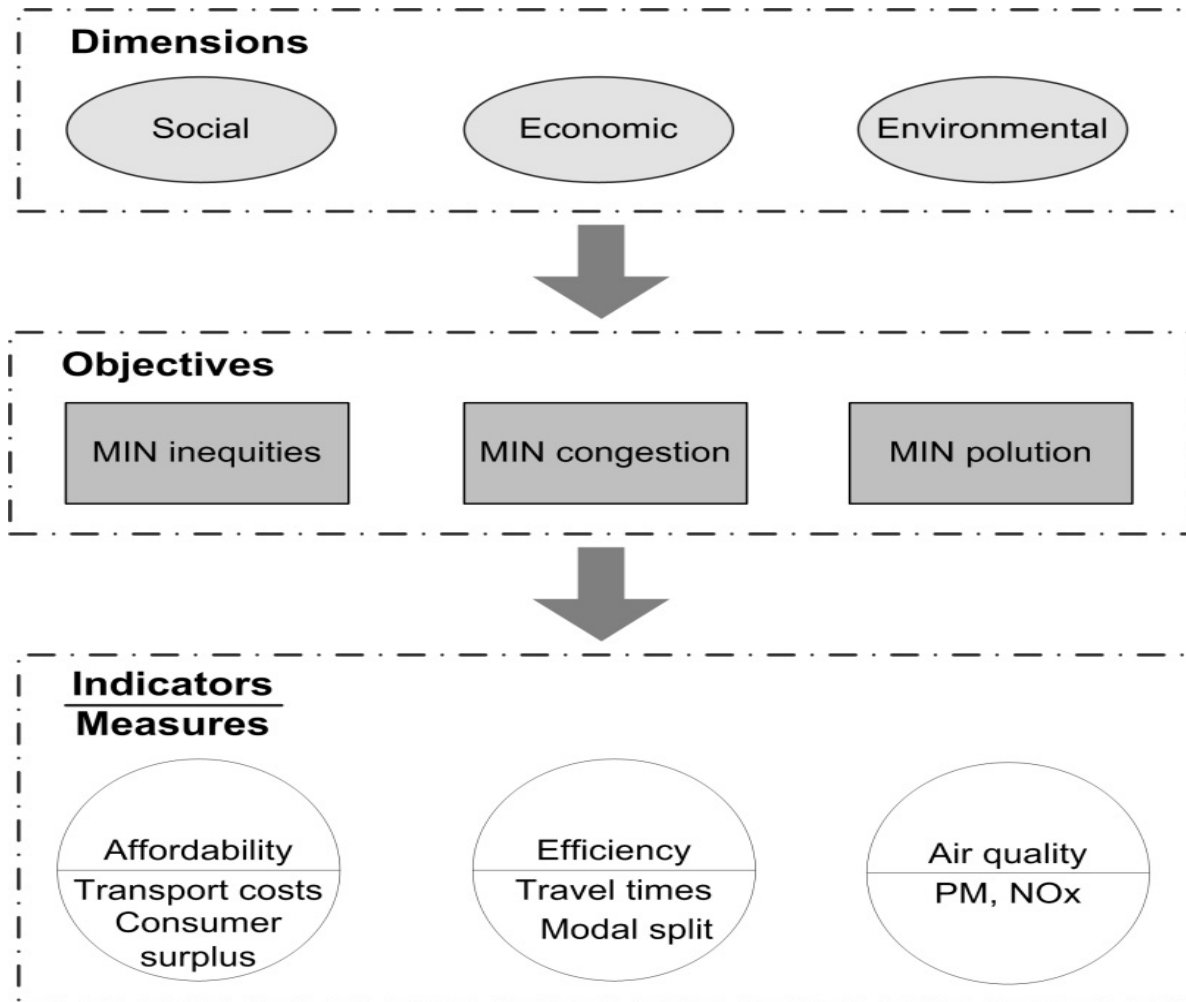 Dimensions
Social
Economic
Environmental
Objectives
MIN inequities
MIN congestion
MIN polution
Indicators
Measures
Affordability
Transport costs
Consumer
surplus
Efficiency
Travel times
Modal split
Air quality
PM, NOx